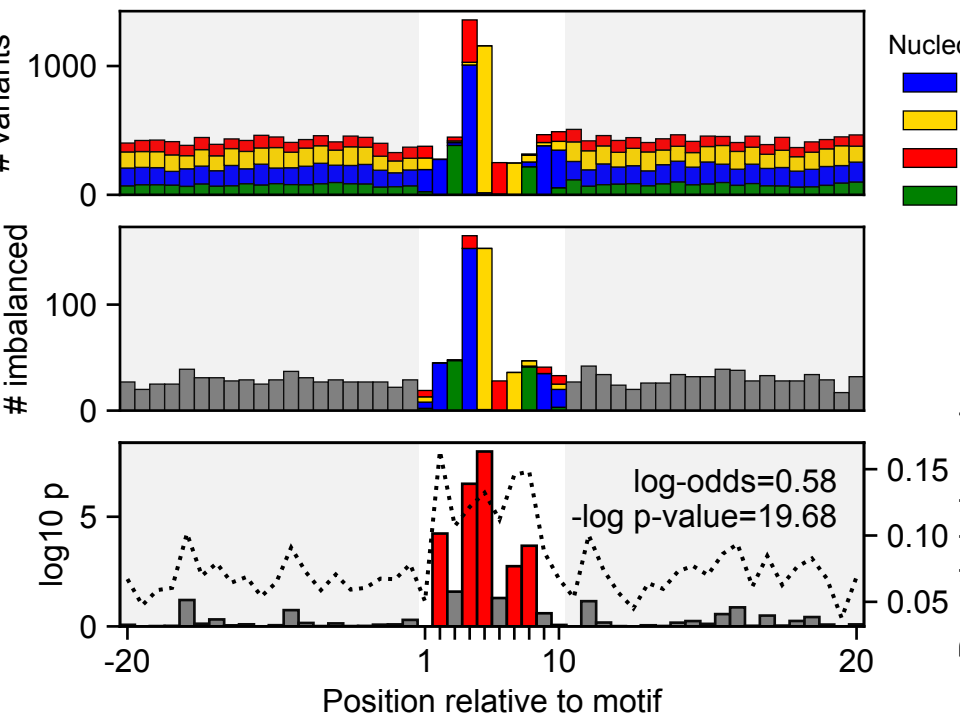 1000
0
# variants
Nucleo
100
0
# imbalanced
5
0
log10 p
log-odds=0.58
-log p-value=19.68
0.15
0.10
0.05
-20
1
10
20
Position relative to motif